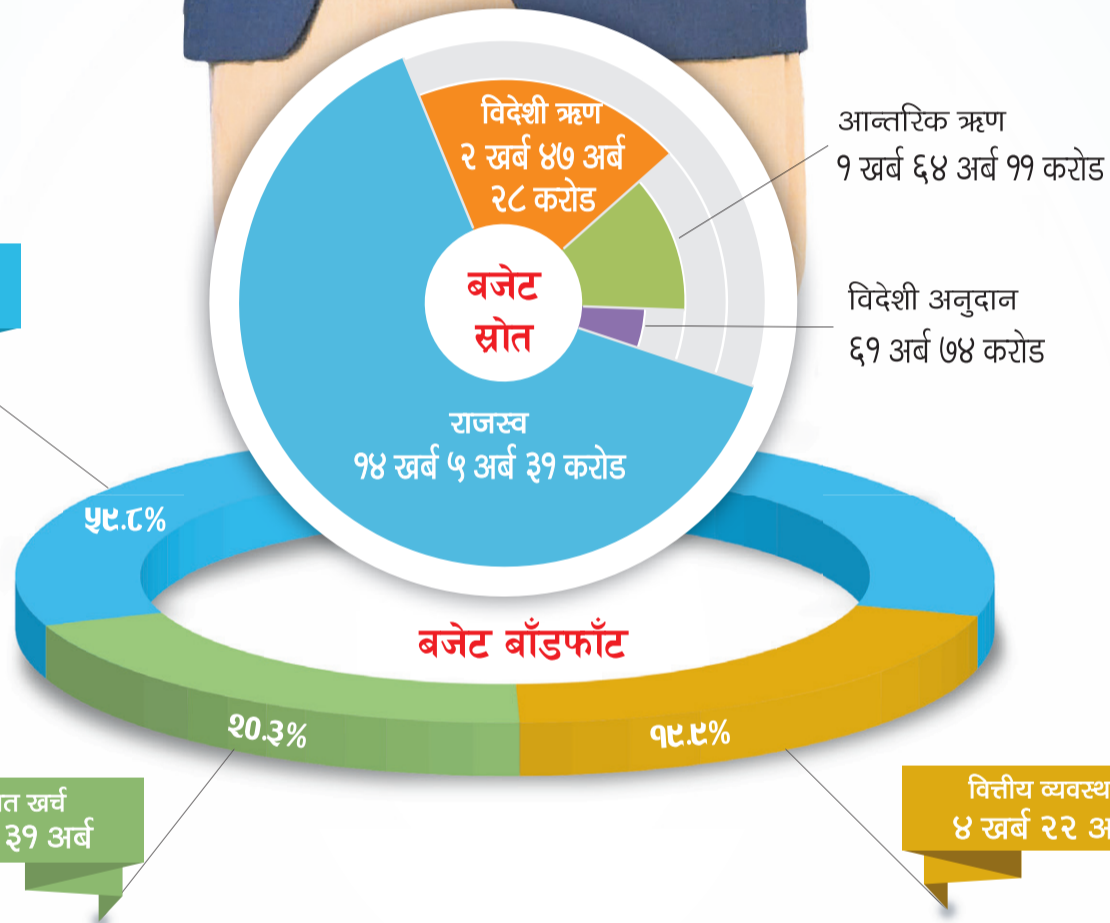 विदेशी ऋण
२ खर्ब ४७ अर्ब
२८ करोड
आन्तरिक ऋण
१ खर्ब ६४ अर्ब ११ करोड
बजेट
स्रोत
विदेशी अनुदान
६१ अर्ब ७४ करोड
राजस्व
१४ खर्ब ५ अर्ब ३१ करोड
५९.८%
बजेट बाँडफाँट
२०.३%
१९.९%
त खर्च
३१ अर्ब
वित्तीय
४ खर्ब २२